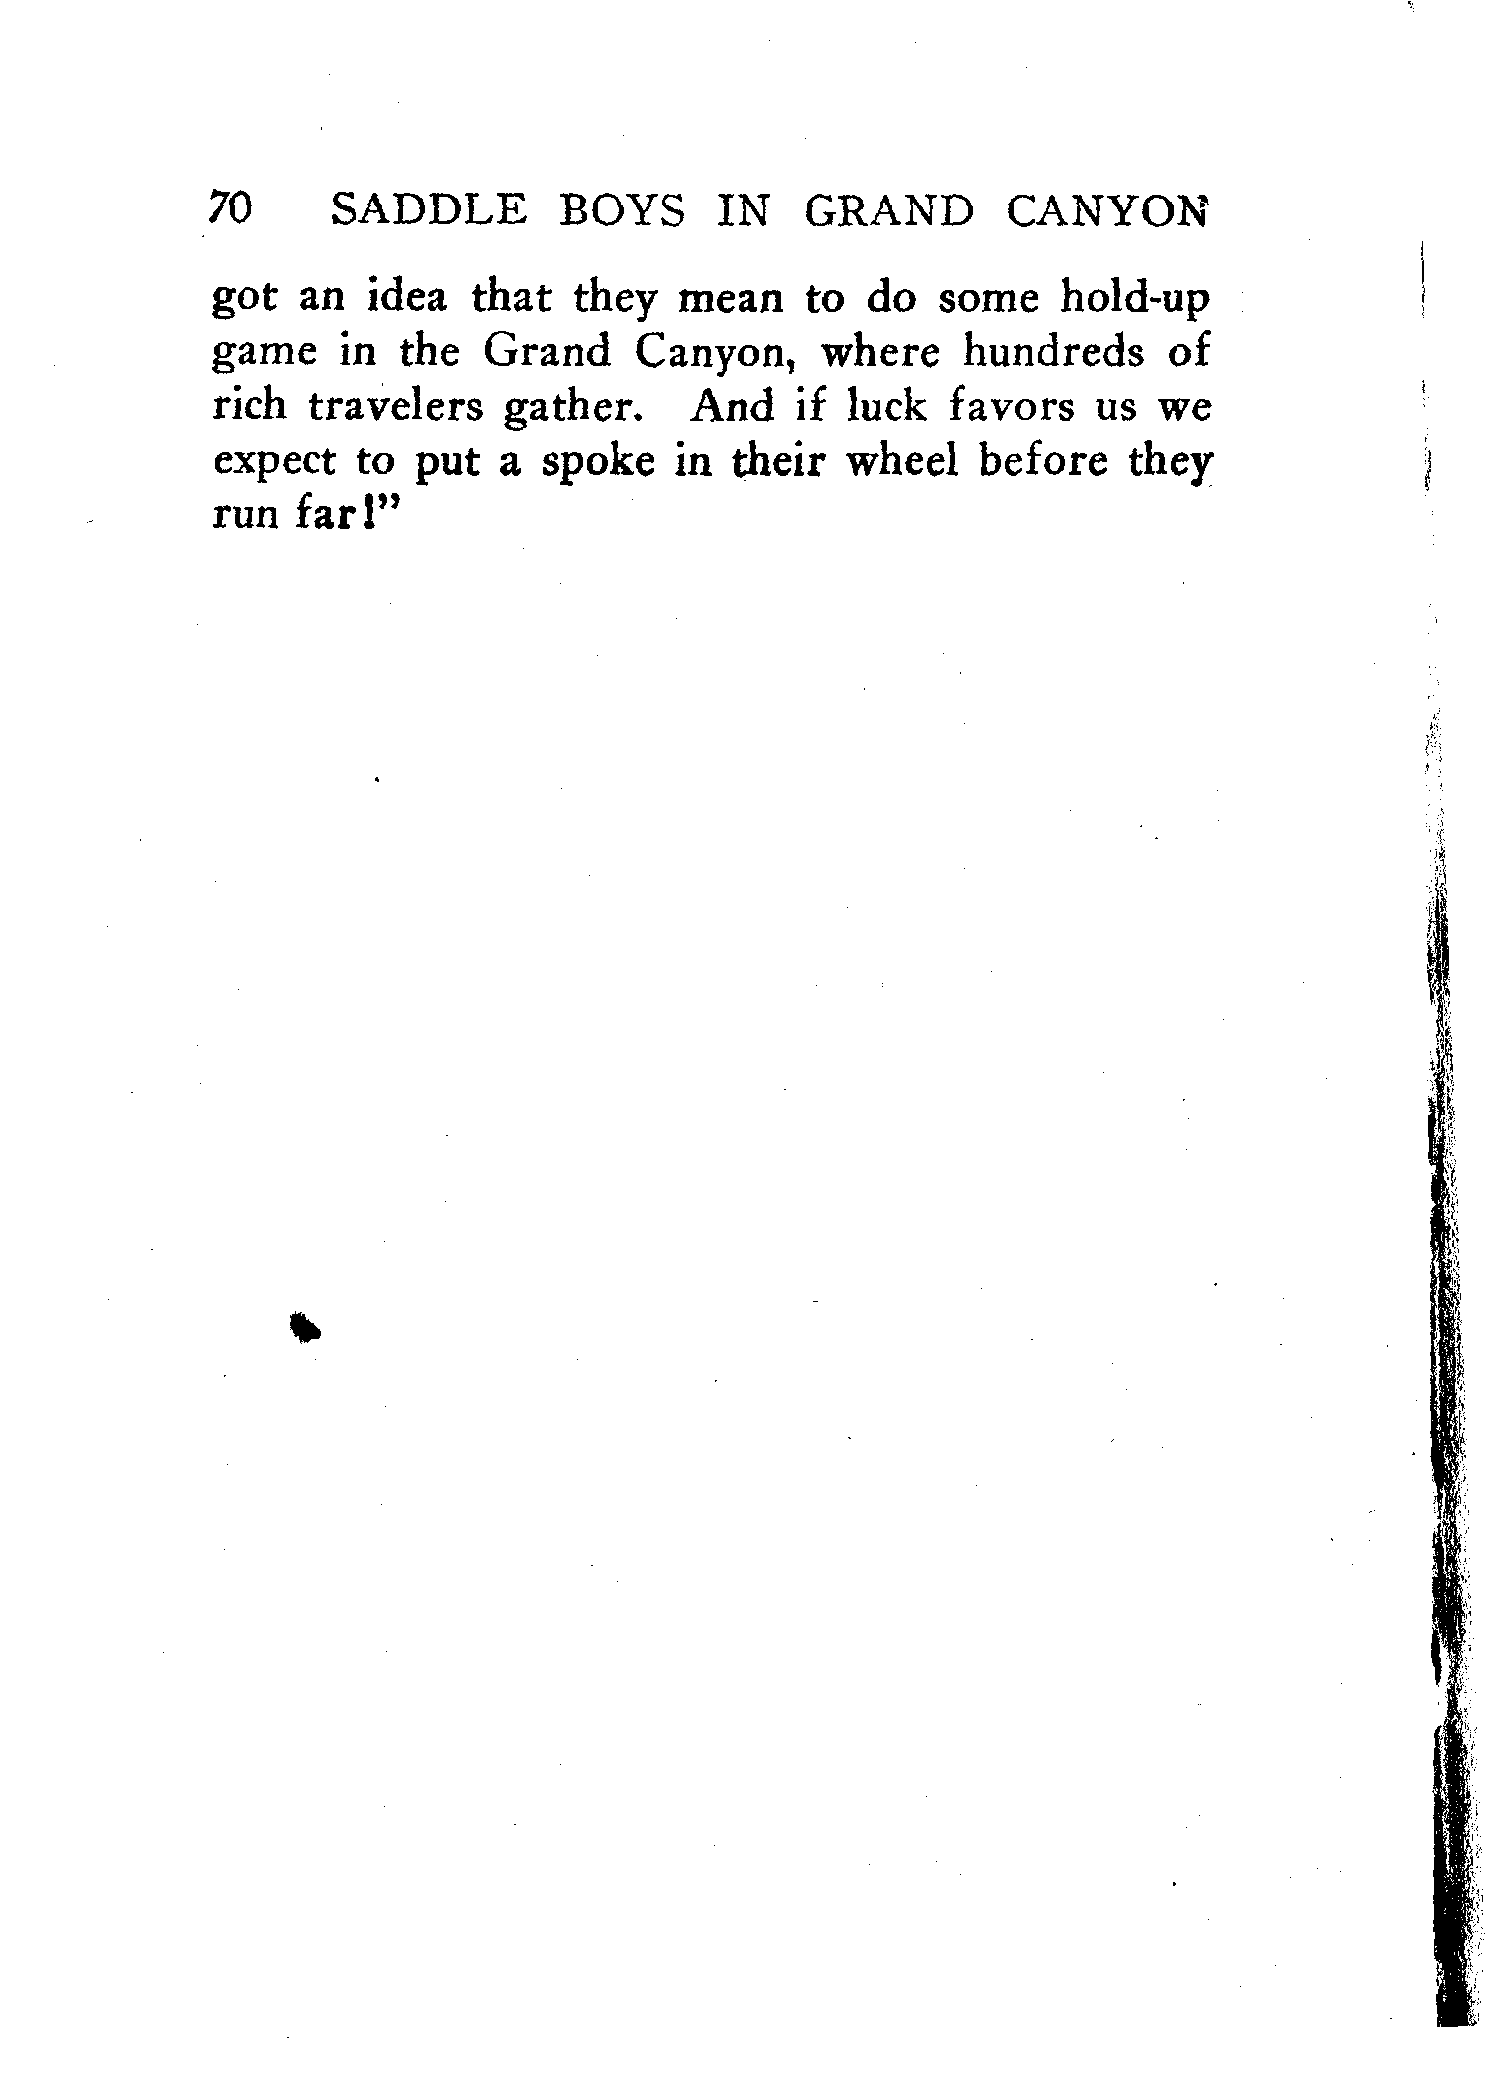 70 SADDLE BOYS IN GRAND CANYON
got an idea that they mean to do some hold-up
game in the Grand Canyon, where hundreds of
rich travelers gather. And if luck favors us we
expect to put a spoke in their wheel before they
run far!”